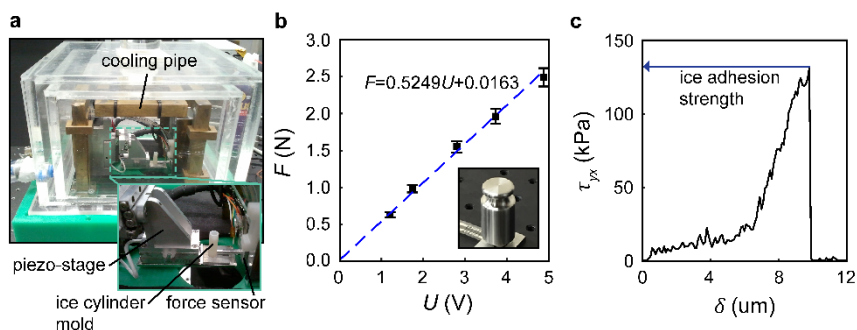 a
cooling pipe
piezo-stage
ice cylinder
mold
force sensor
b
F=0.5249U+0.0163
F (N)
3.0
2.5
2.0
1.5
1.0
0.5
0.0
0 1 2 3 4 5
U (V)
c
ice adhesion
strength
τyx (kPa)
150
100
50
0
0 4 8 12
δ (um)